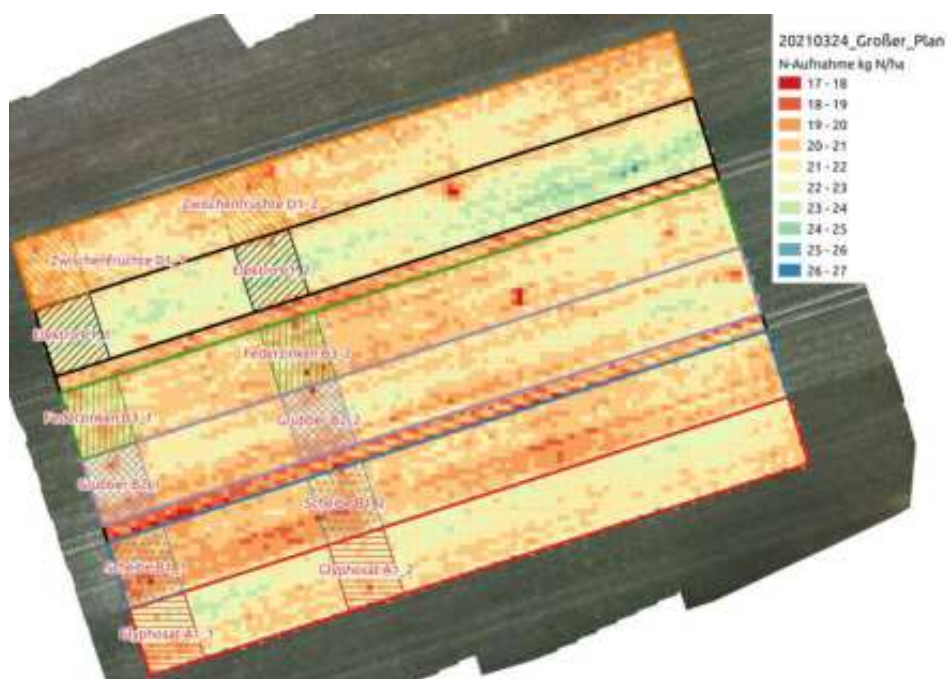 20210324_Großer_Plan
N-Aufnahme kg N/ha
17 - 18
18 - 19
19 - 20
20 - 21
21 - 22
22 - 23
23 - 24
24 - 25
25 - 26
26 - 27
Zwischenfrüchte D1_2
Zwischenfrüchte D1_1
Federzinken B3_2
Federzinken B3_1
Grubber B2_2
Grubber B2_1
Scheibe B1_2
Scheibe B1_1
Glyphosat A1_2
Glyphosat A1_1